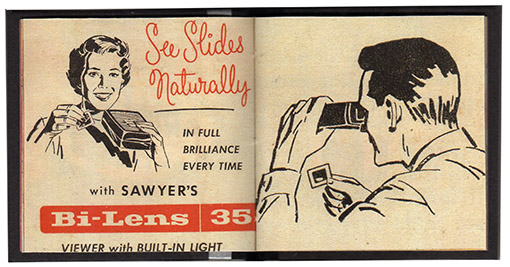 See Slides
Naturally
IN FULL
BRILLIANCE
EVERY TIME
with SAWYER'S
Bi-Lens 35
VIEWER with BUILT-IN LIGHT